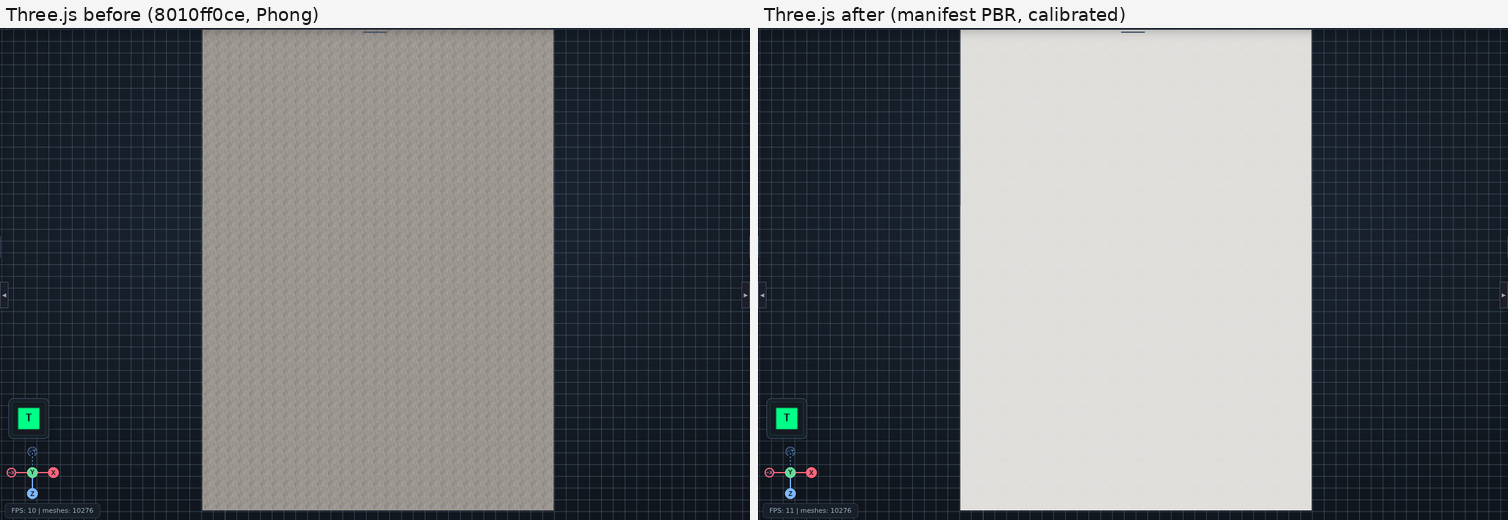 Three.js before (8010ff0ce, Phong)
Three.js after (manifest PBR, calibrated)
T
Y
X
Z
FPS: 10 | meshes: 10276
T
Y
X
Z
FPS: 11 | meshes: 10276